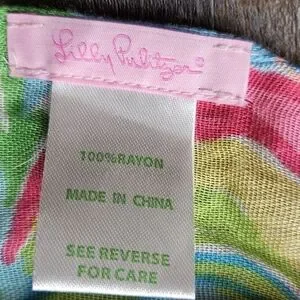 Lilly Pulitzer®
100%RAYON
MADE IN CHINA
SEE REVERSE
FOR CARE